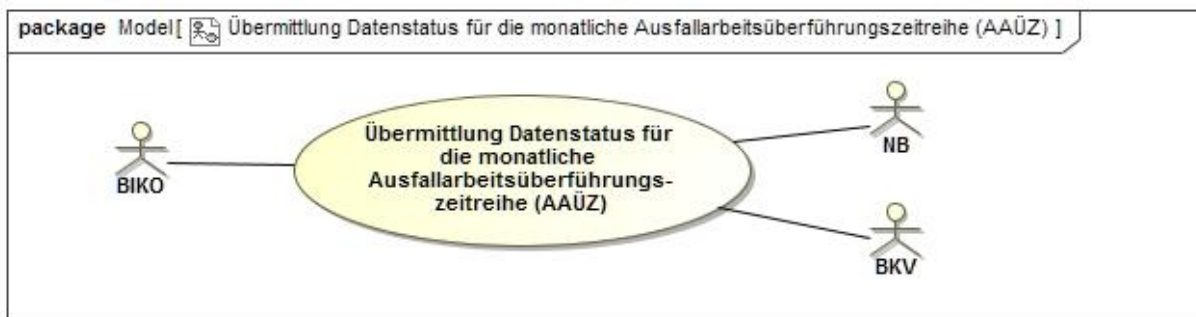 package Model[ Übermittlung Datenstatus für die monatliche Ausfallarbeitsüberführungszeitreihe (AAÜZ) ]
BIKO
Übermittlung Datenstatus für
die monatliche
Ausfallarbeitsüberführungs-
zeitreihe (AAÜZ)
NB
BKV